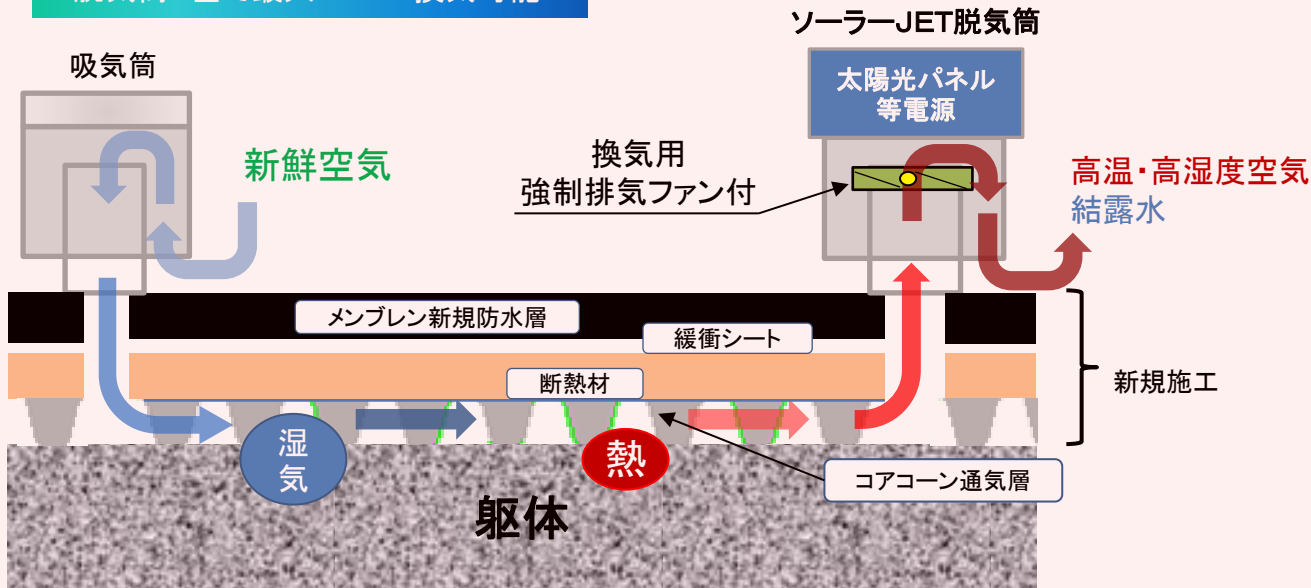 ソーラーJET脱気筒
吸気筒
太陽光パネル
等電源
新鮮空気
換気用
強制排気ファン付
高温・高湿度空気
結露水
メンブレン新規防水層
緩衝シート
断熱材
新規施工
湿気
熱
コアコーン通気層
躯体